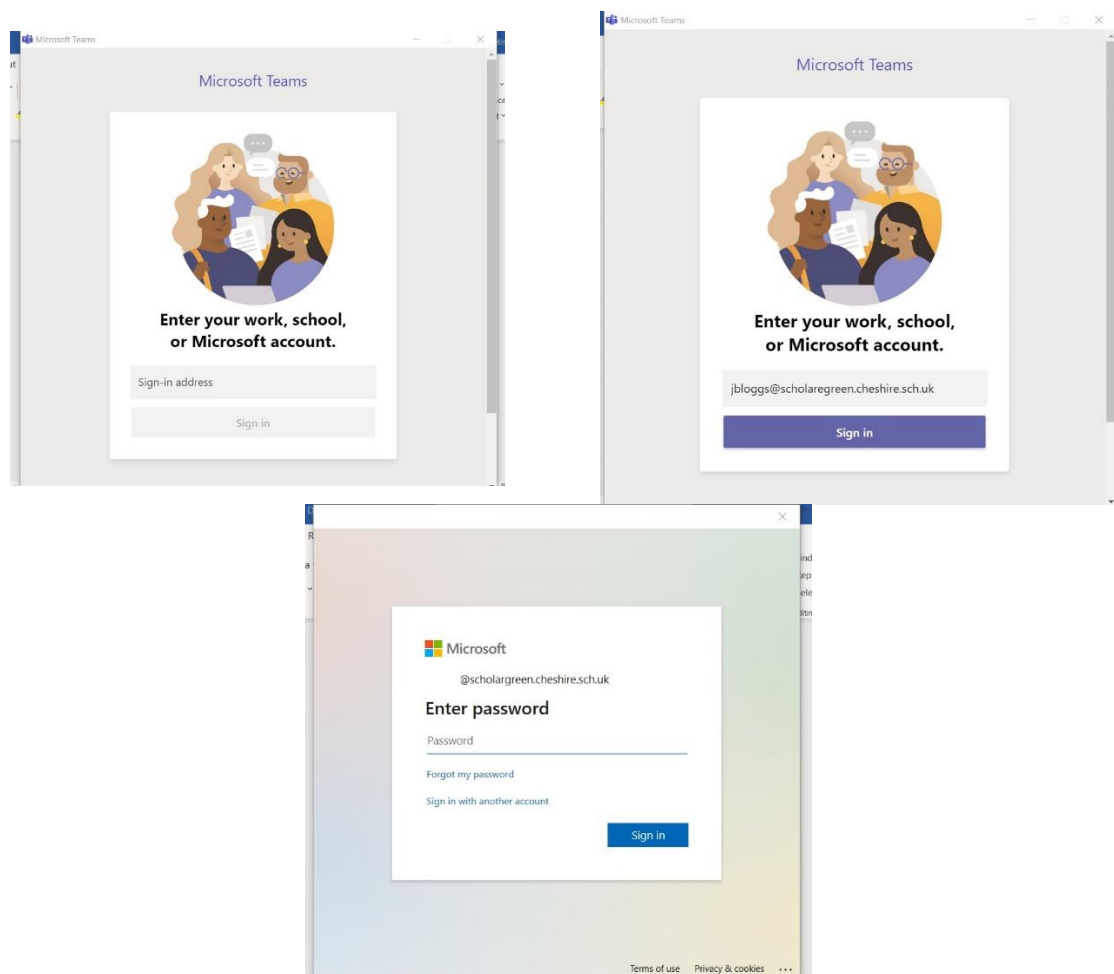 Microsoft Teams
Microsoft Teams
Enter your work, school,
or Microsoft account.
Sign-in address
Sign in
Microsoft Teams
Microsoft Teams
Enter your work, school,
or Microsoft account.
jbloggs@scholaregreen.cheshire.sch.uk
Sign in
Microsoft
@scholargreen.cheshire.sch.uk
Enter password
Password
Forgot my password
Sign in with another account
Sign in
Terms of use Privacy & cookies ...